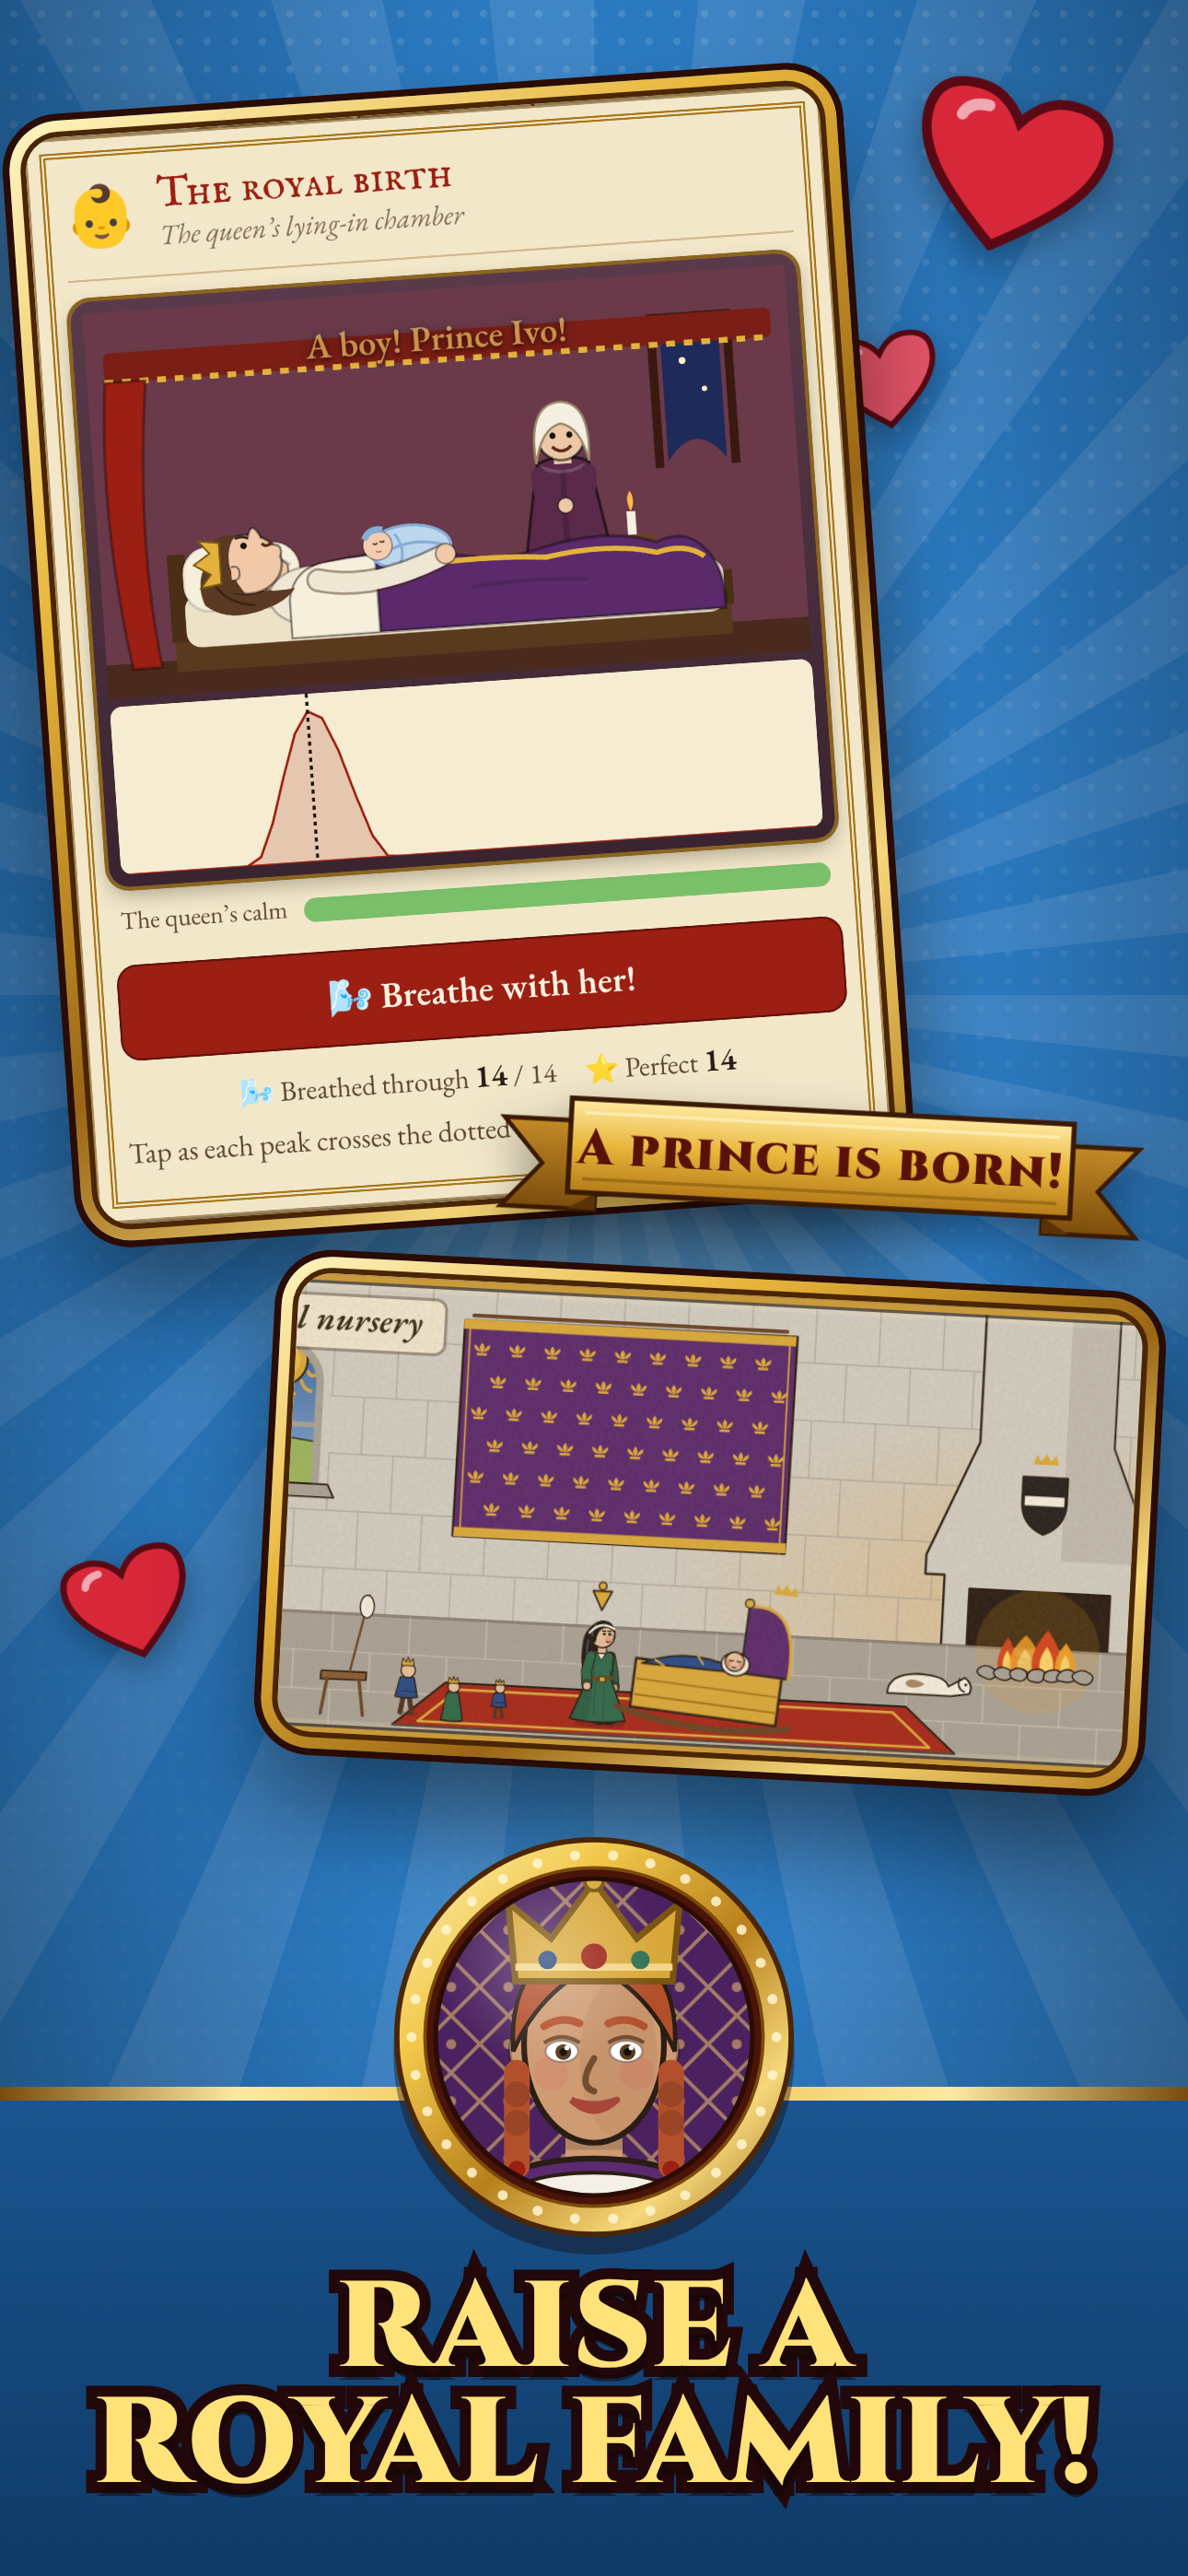 The royal birth
The queen's lying-in chamber
A boy! Prince Ivo!
The queen's calm
Breathe with her!
Breathed through 14 / 14 Perfect 14
Tap as each peak crosses the dotted
A PRINCE IS BORN!
l nursery
RAISE A
ROYAL FAMILY!